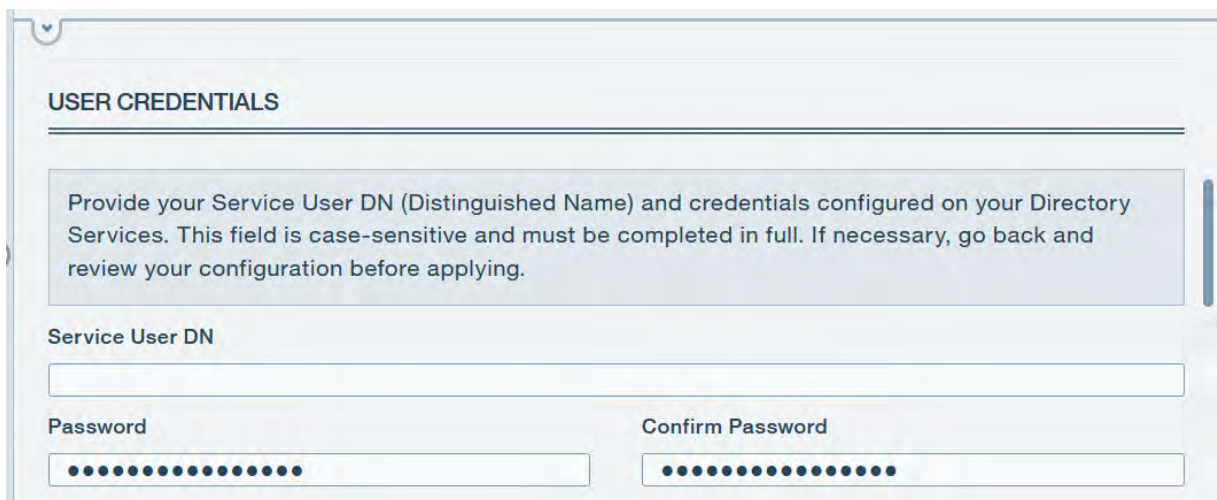 USER CREDENTIALS
Provide your Service User DN (Distinguished Name) and credentials configured on your Directory
Services. This field is case-sensitive and must be completed in full. If necessary, go back and
review your configuration before applying.
Service User DN
Password Confirm Password
●●●●●●●●●●●●●●●● ●●●●●●●●●●●●●●●●